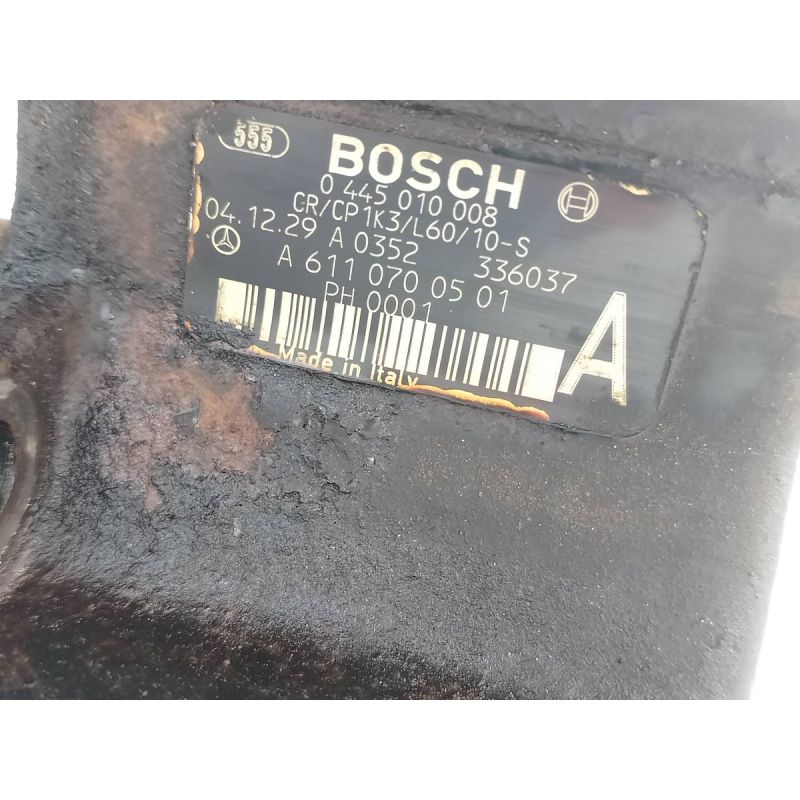 555
BOSCH
0 445 010 008
CR/CP1K3/L60/10-S
04.12.29 A 0352 336037
A 611 070 05 01
PH 0001
A
Made in Italy